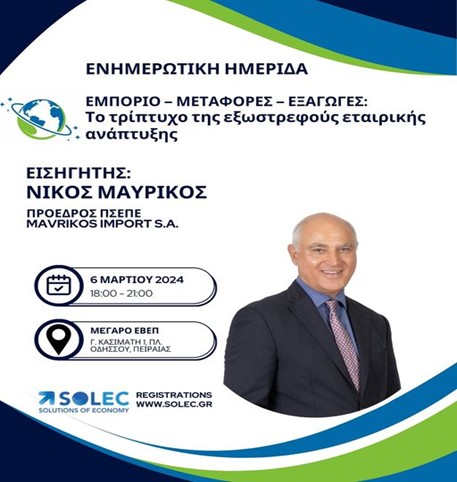 ΕΝΗΜΕΡΩΤΙΚΗ ΗΜΕΡΙΔΑ
ΕΜΠΟΡΙΟ – ΜΕΤΑΦΟΡΕΣ – ΕΞΑΓΩΓΕΣ:
Το τρίπτυχο της εξωστρεφούς εταιρικής
ανάπτυξης
ΕΙΣΗΓΗΤΗΣ:
ΝΙΚΟΣ ΜΑΥΡΙΚΟΣ
ΠΡΟΕΔΡΟΣ ΠΣΕΠΕ
MAVRIKOS IMPORT S.A.
6 ΜΑΡΤΙΟΥ 2024
18:00 - 21:00
ΜΕΓΑΡΟ ΕΒΕΠ
Γ. ΚΑΣΙΜΑΤΗ 1, ΠΛ.
ΟΔΗΣΣΟΥ, ΠΕΙΡΑΙΑΣ
SOLEC
SOLUTIONS OF ECONOMY
REGISTRATIONS
WWW.SOLEC.GR